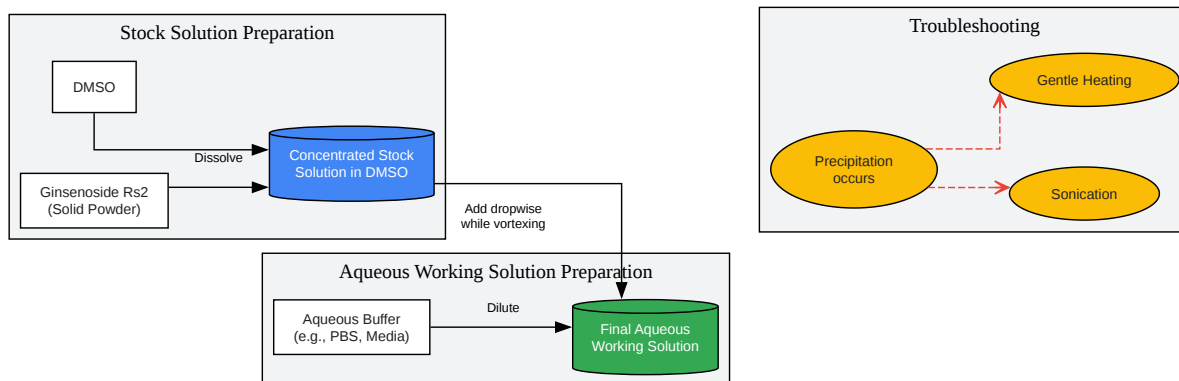 Stock Solution Preparation
DMSO
Dissolve
Concentrated Stock
Solution in DMSO
Ginsenoside Rs2
(Solid Powder)
Add dropwise
while vortexing
Aqueous Working Solution Preparation
Aqueous Buffer
(e.g., PBS, Media)
Dilute
Final Aqueous
Working Solution
Troubleshooting
Gentle Heating
Precipitation
occurs
Sonication